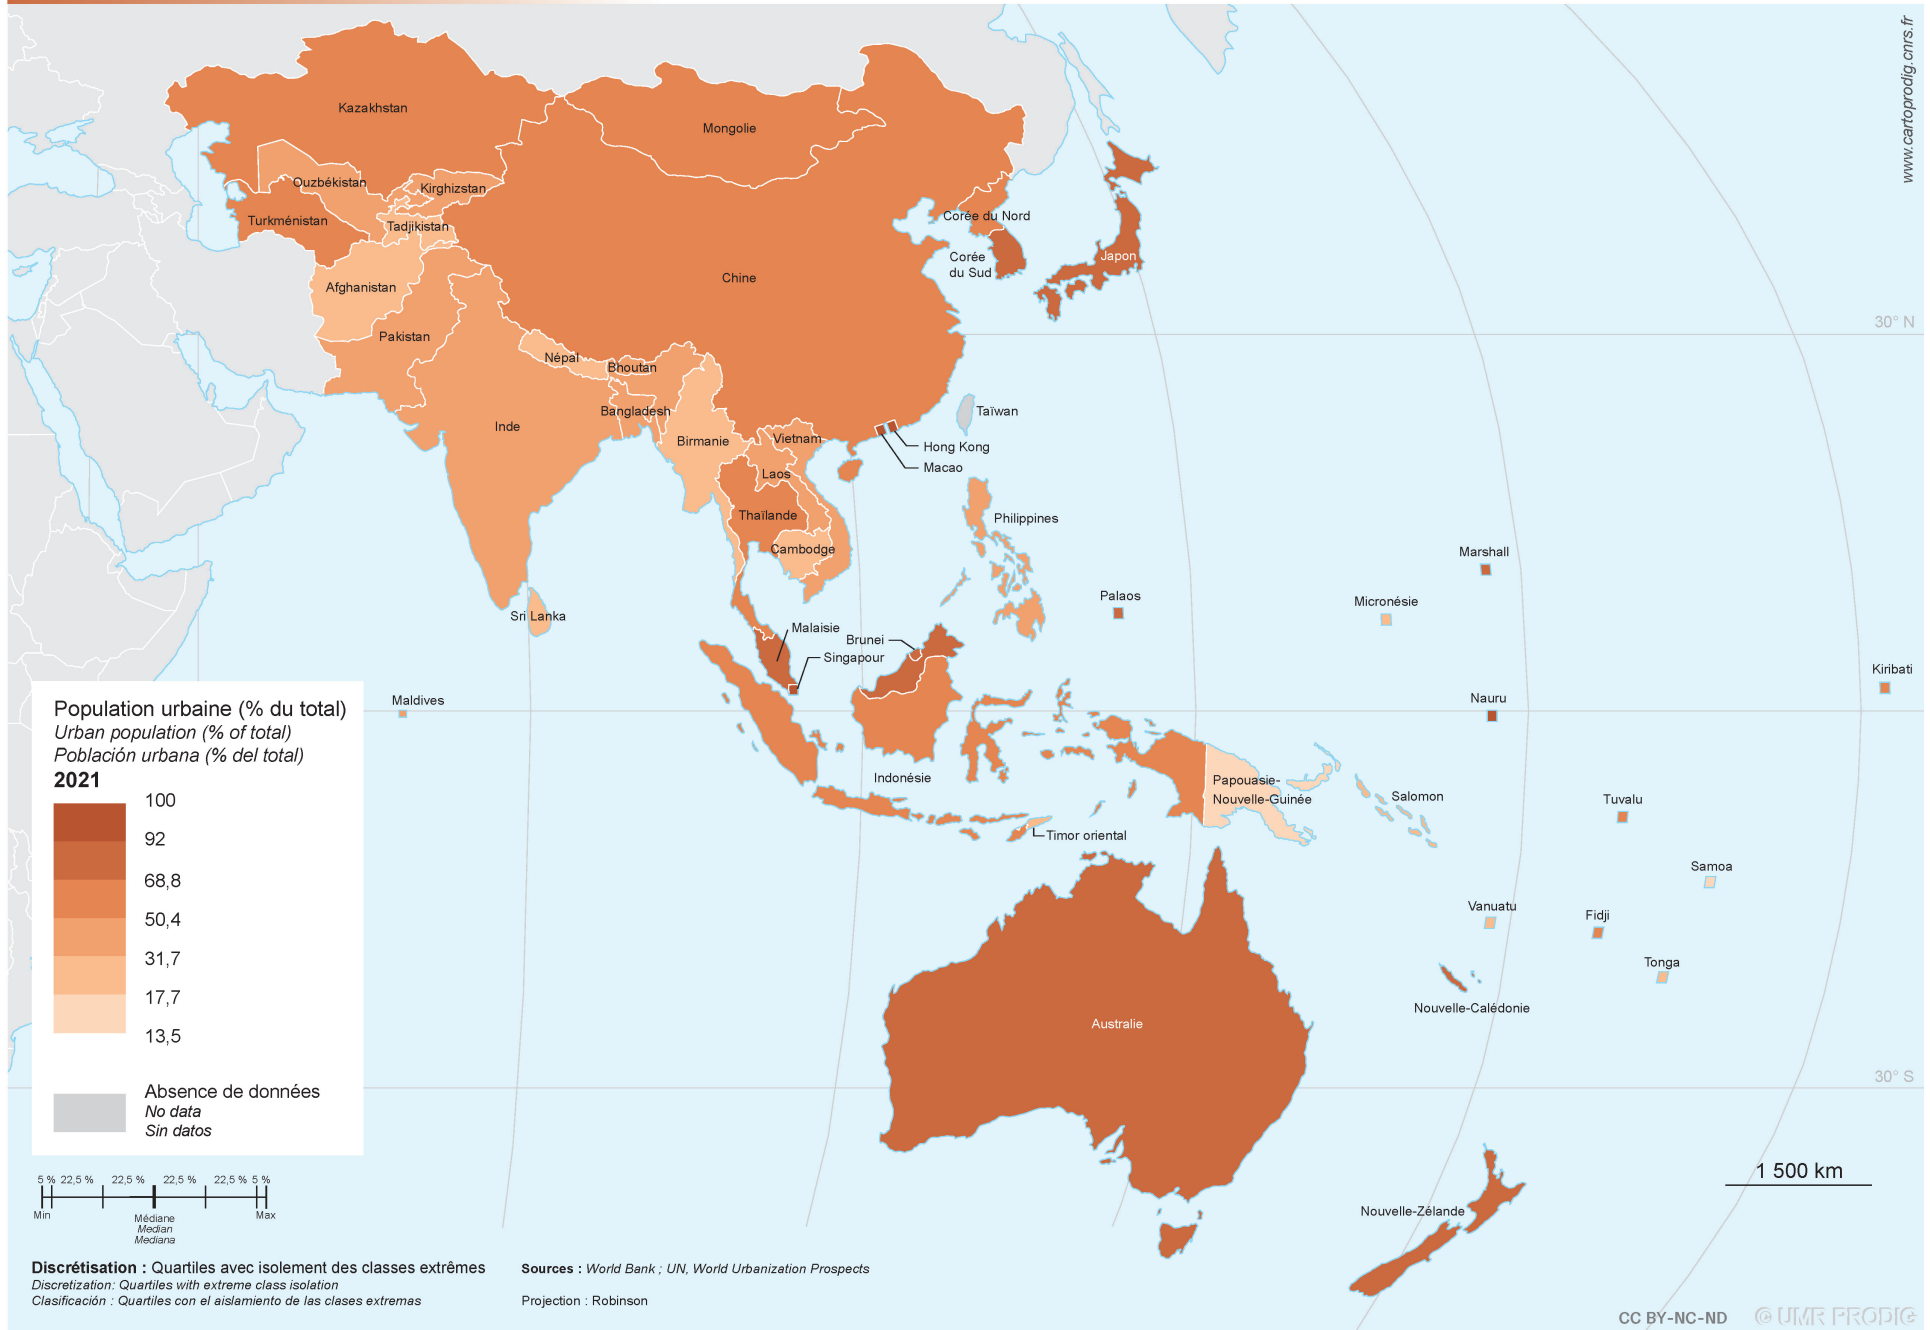 www.cartoprodig.cnrs.fr
Kazakhstan
Mongolie
Ouzbékistan
Kirghizstan
Turkménistan
Tadjikistan
Corée du Nord
Corée
du Sud
Japon
Chine
Afghanistan
Pakistan
30° N
Népal
Bhoutan
Bangladesh
Taïwan
Inde
Birmanie
Vietnam
Hong Kong
Macao
Laos
Thaïlande
Philippines
Cambodge
Marshall
Palaos
Micronésie
Sri Lanka
Malaisie
Brunei
Singapour
Kiribati
Maldives
Nauru
Indonésie
Papouasie-
Nouvelle-Guinée
Salomon
Tuvalu
Timor oriental
Samoa
Vanuatu
Fidji
Tonga
Nouvelle-Calédonie
Australie
30° S
Nouvelle-Zélande
1 500 km
Population urbaine (% du total)
Urban population (% of total)
Población urbana (% del total)
2021
100
92
68,8
50,4
31,7
17,7
13,5
Absence de données
No data
Sin datos
5 % 22,5 % 22,5 % 22,5 % 22,5 % 5 %
Min Max
Médiane
Median
Mediana
Discrétisation : Quartiles avec isolement des classes extrêmes
Discretization: Quartiles with extreme class isolation
Clasificación : Quartiles con el aislamiento de las clases extremas
Sources : World Bank ; UN, World Urbanization Prospects
Projection : Robinson
CC BY-NC-ND © UMR PRODIG